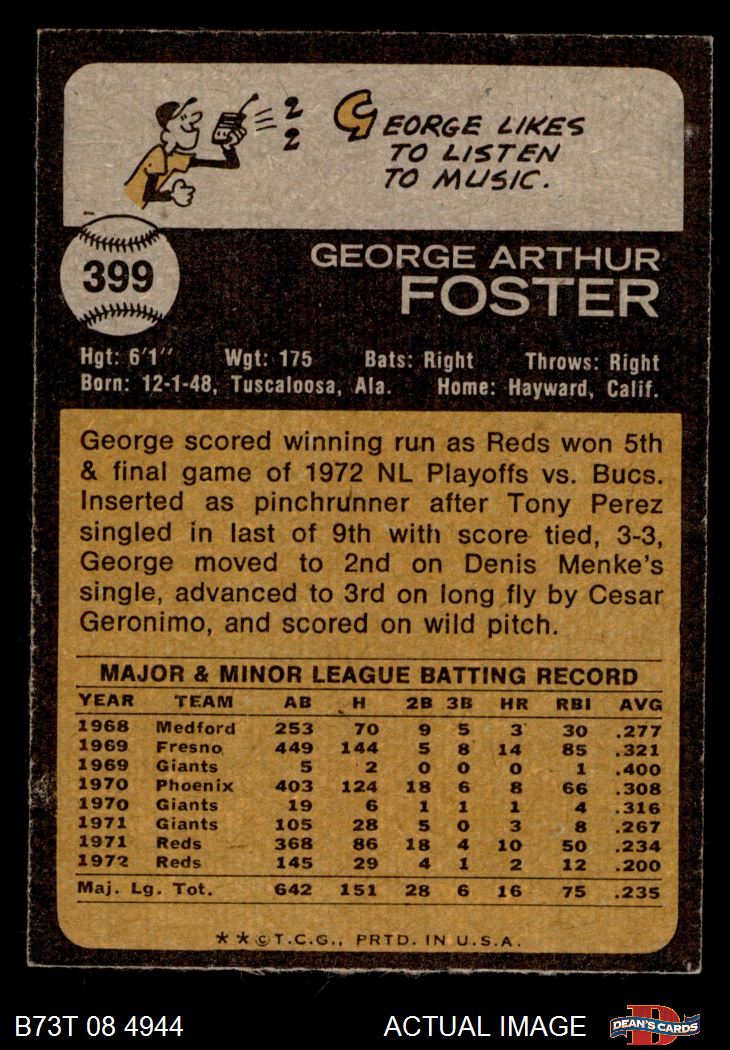 2
2
GEORGE LIKES
TO LISTEN
TO MUSIC.
399
GEORGE ARTHUR
FOSTER
Hgt: 6'1" Wgt: 175 Bats: Right Throws: Right
Born: 12-1-48, Tuscaloosa, Ala. Home: Hayward, Calif.
George scored winning run as Reds won 5th
& final game of 1972 NL Playoffs vs. Bucs.
Inserted as pinchrunner after Tony Perez
singled in last of 9th with score tied, 3-3,
George moved to 2nd on Denis Menke's
single, advanced to 3rd on long fly by Cesar
Geronimo, and scored on wild pitch.
MAJOR & MINOR LEAGUE BATTING RECORD
YEAR TEAM AB H 2B 3B HR RBI AVG
1968 Medford 253 70 9 5 3 30 .277
1969 Fresno 449 144 5 8 14 85 .321
1969 Giants 5 2 0 0 0 1 .400
1970 Phoenix 403 124 18 6 8 66 .308
1970 Giants 19 6 1 1 1 4 .316
1971 Giants 105 28 5 0 3 8 .267
1971 Reds 368 86 18 4 10 50 .234
1972 Reds 145 29 4 1 2 12 .200
Maj. Lg. Tot. 642 151 28 6 16 75 .235
**©T.C.G., PRTD. IN U.S.A.
B73T 08 4944 ACTUAL IMAGE D DEAN'S CARDS